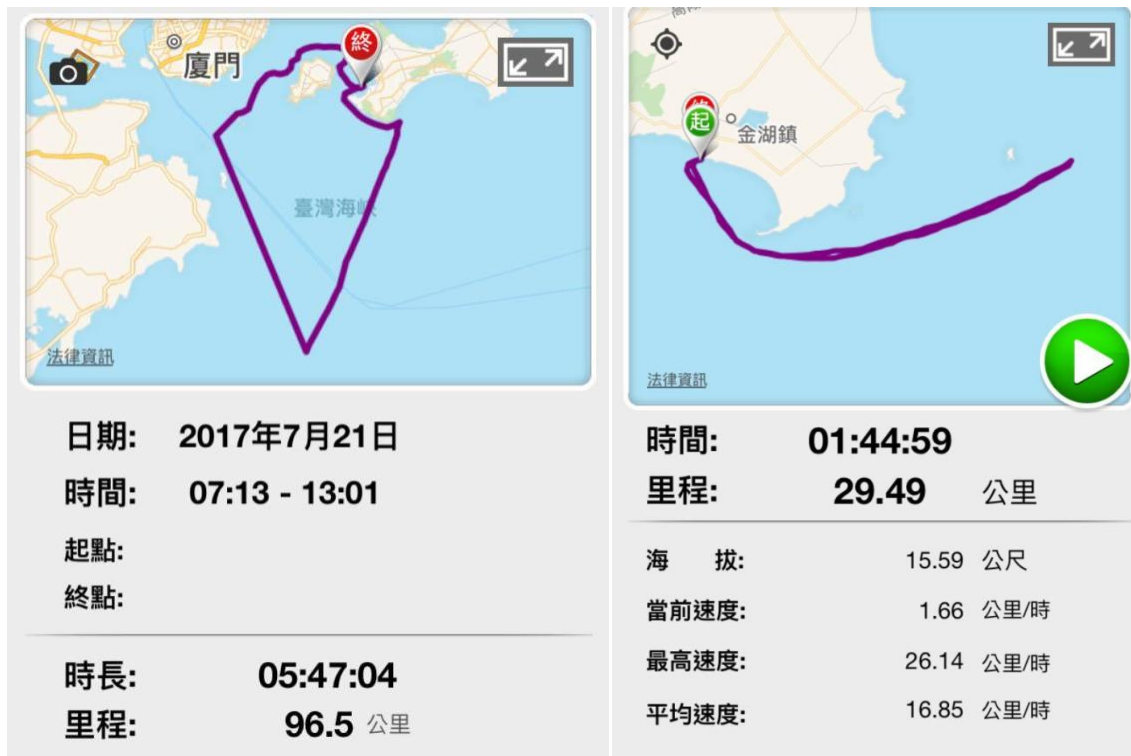 終
廈門
臺灣海峽
法律資訊
日期: 2017年7月21日
時間: 07:13 - 13:01
起點:
終點:
時長: 05:47:04
里程: 96.5 公里
起
金湖鎮
法律資訊
時間: 01:44:59
里程: 29.49 公里
海 拔: 15.59 公尺
當前速度: 1.66 公里/時
最高速度: 26.14 公里/時
平均速度: 16.85 公里/時